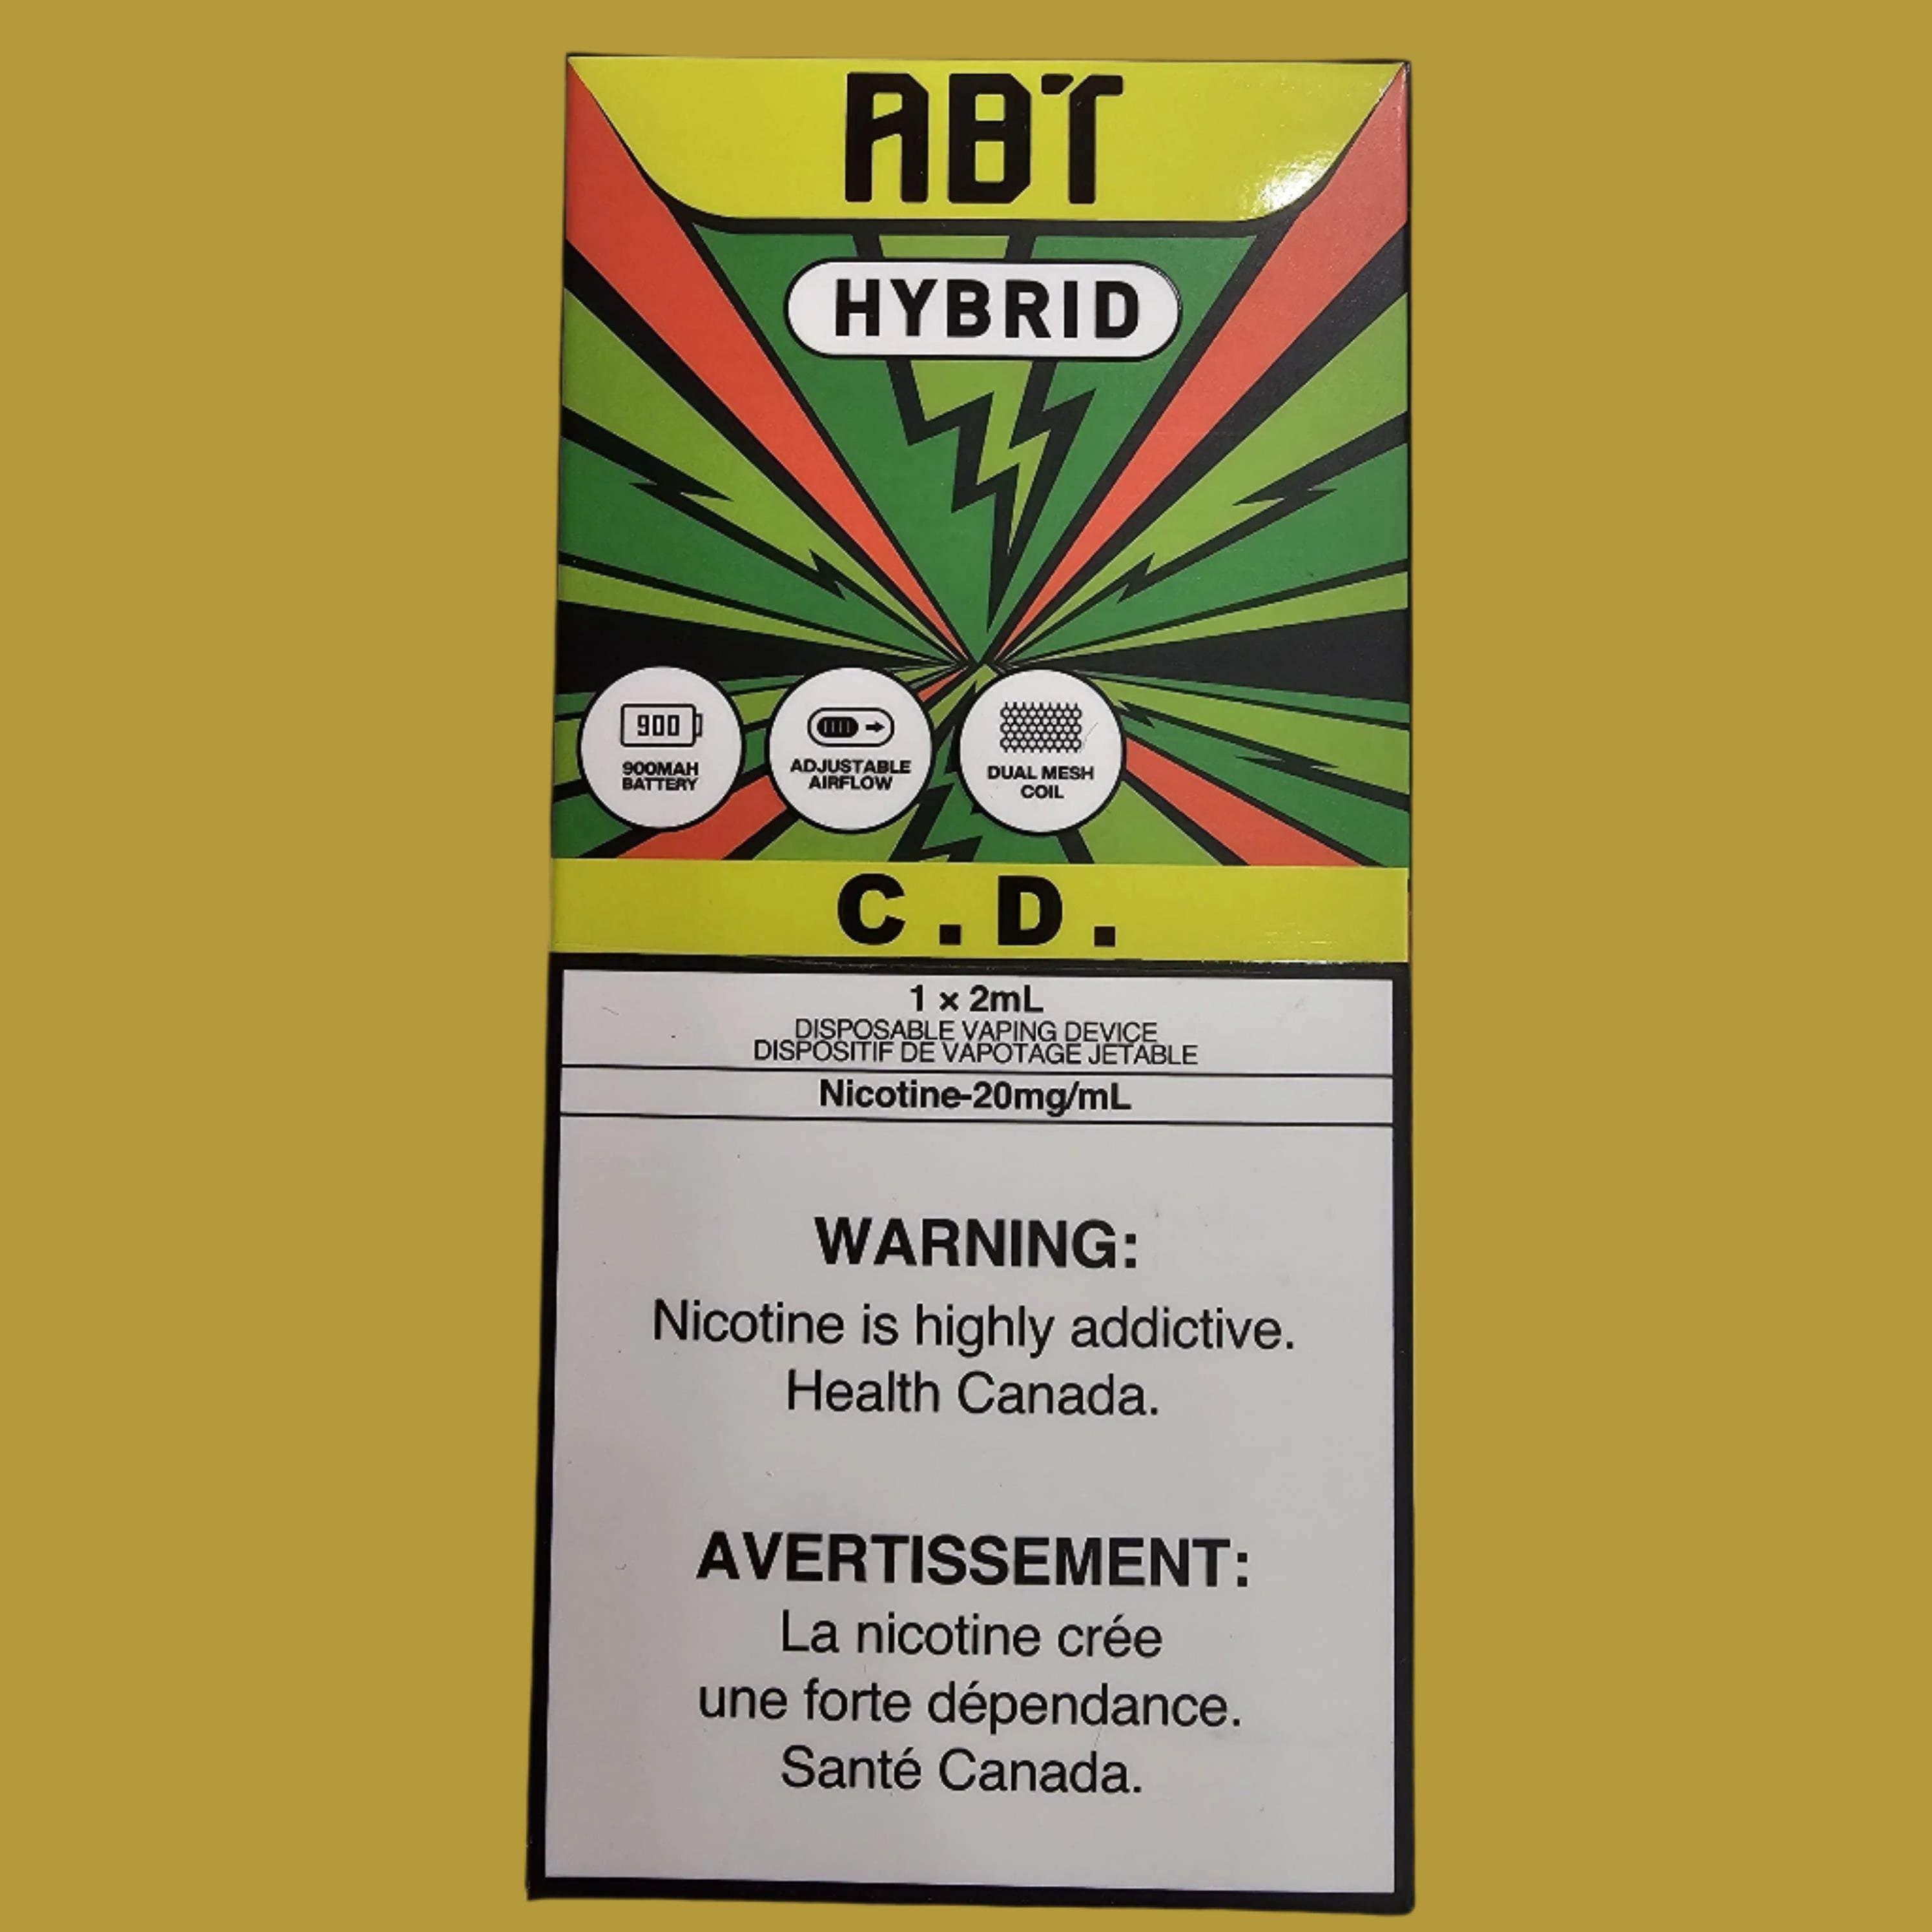 ABT
HYBRID
900
900MAH
BATTERY
ADJUSTABLE
AIRFLOW
DUAL MESH
COIL
C.D.
1 × 2mL
DISPOSABLE VAPING DEVICE
DISPOSITIF DE VAPOTAGE JETABLE
Nicotine-20mg/mL
WARNING:
Nicotine is highly addictive.
Health Canada.
AVERTISSEMENT:
La nicotine crée
une forte dépendance.
Santé Canada.